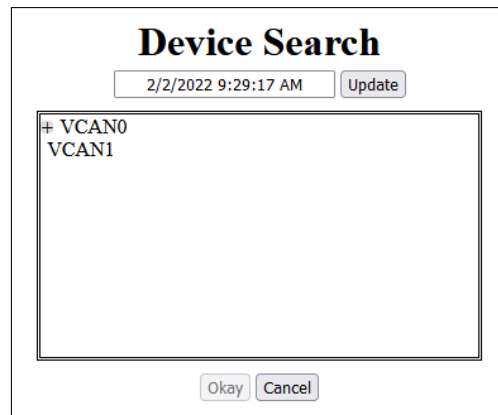 Device Search
2/2/2022 9:29:17 AM Update
+ VCAN0
VCAN1
Okay Cancel